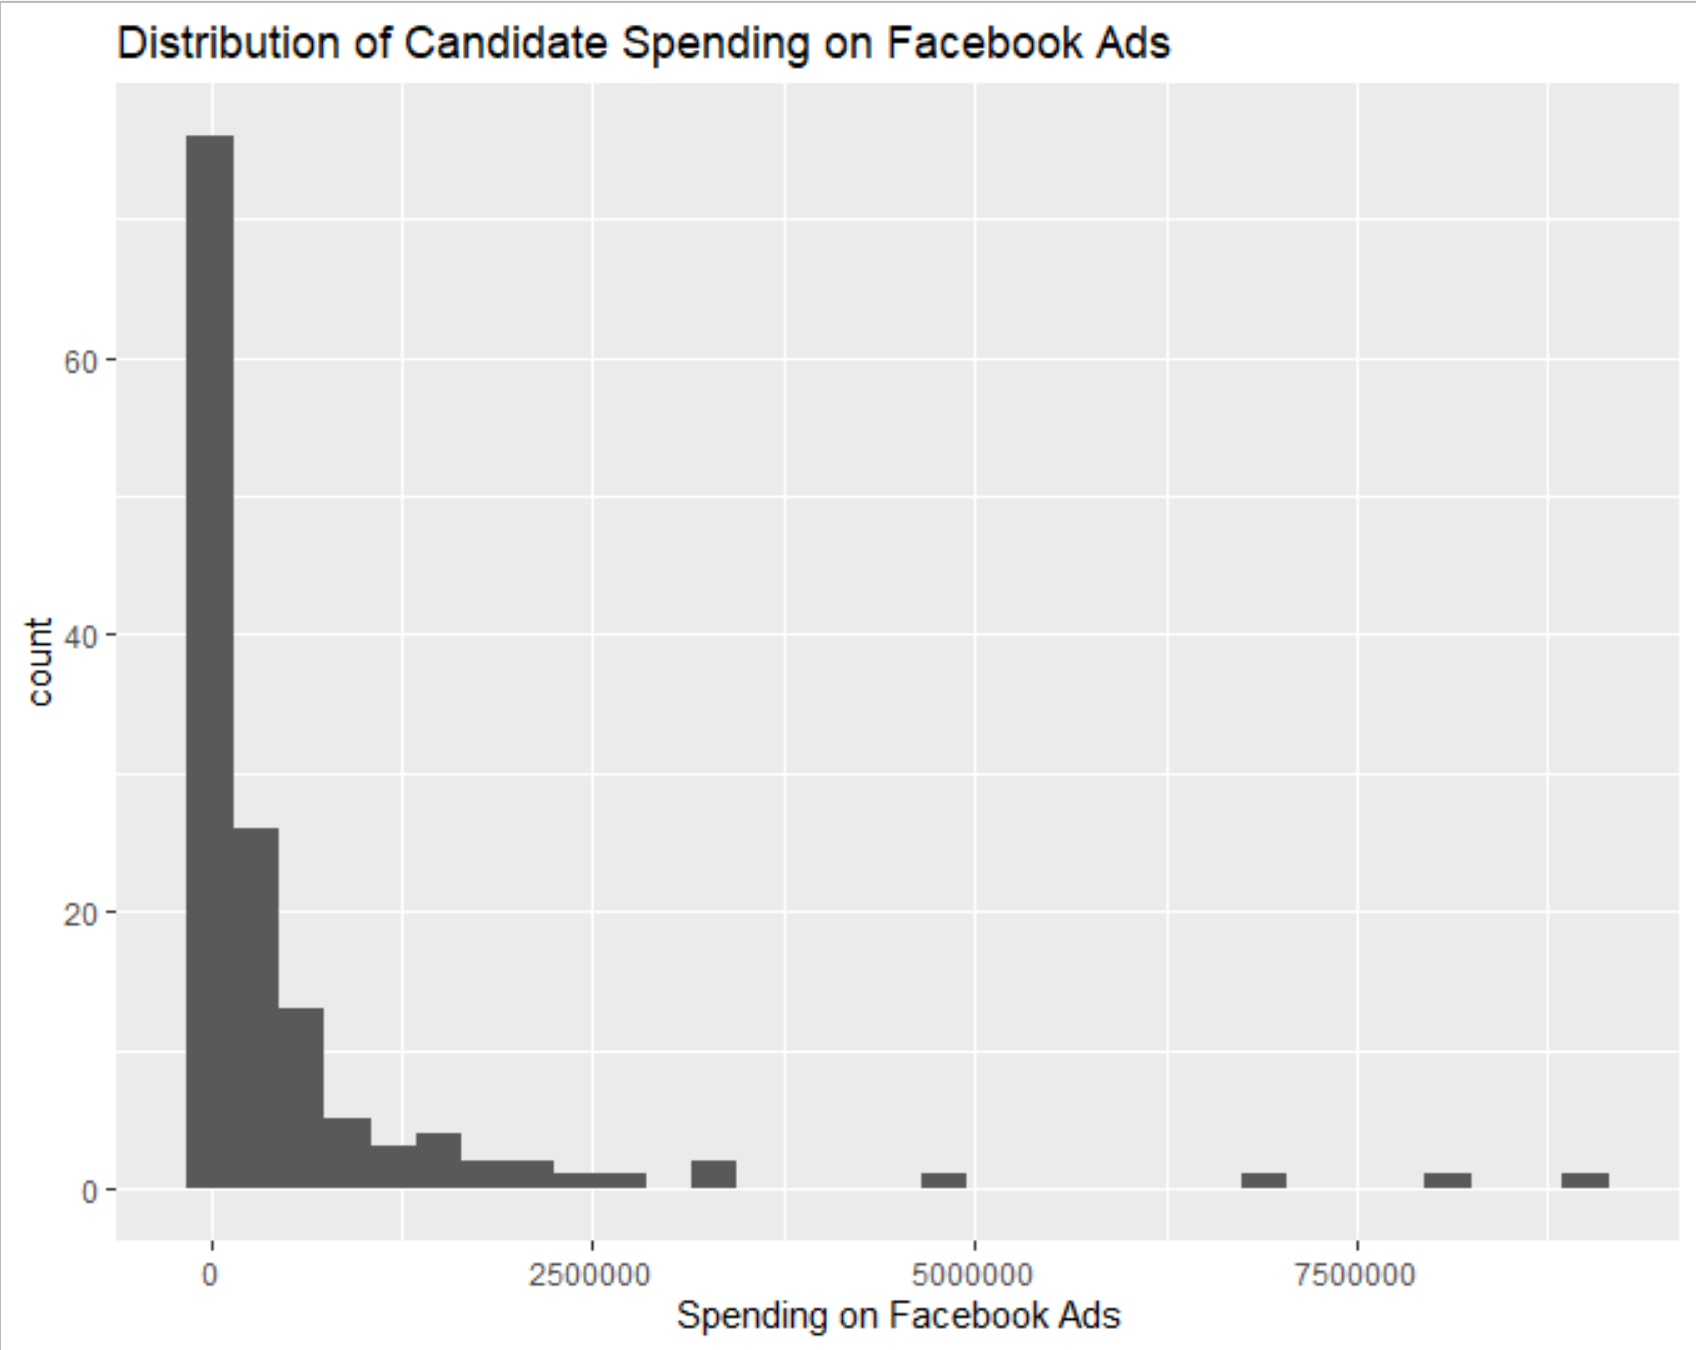 Distribution of Candidate Spending on Facebook Ads
60
40
20
0
count
0 2500000 5000000 7500000
Spending on Facebook Ads